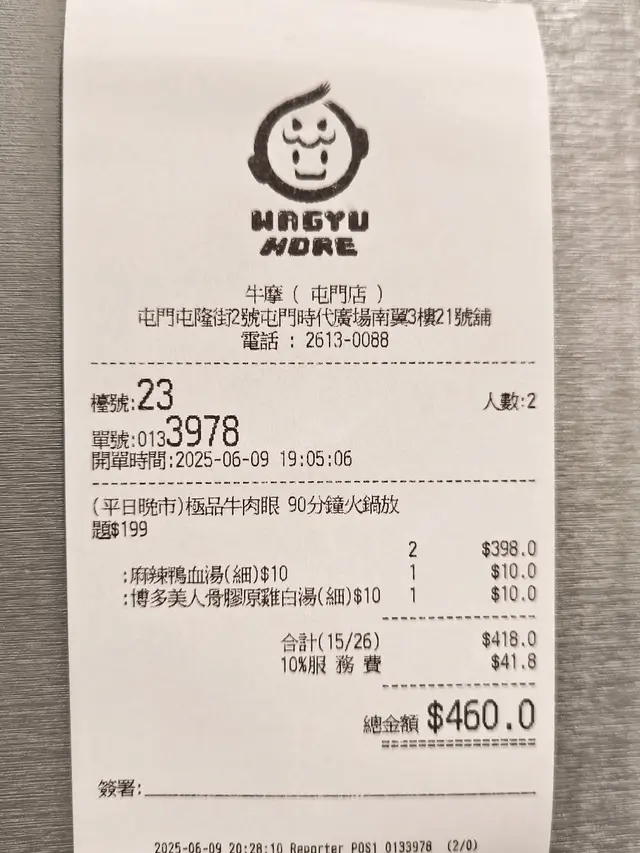 WAGYU
MORE
牛摩 ( 屯門店 )
屯門屯隆街2號屯門時代廣場南翼3樓21號舖
電話 : 2613-0088
檯號:23 人數:2
單號:0133978
開單時間:2025-06-09 19:05:06
(平日晚市)極品牛肉眼 90分鐘火鍋放
題$199
2 $398.0
:麻辣鴨血湯(細)$10 1 $10.0
:博多美人骨膠原雞白湯(細)$10 1 $10.0
合計(15/26) $418.0
10%服 務 費 $41.8
總金額 $460.0
簽署:
2025-06-09 20:28:10 Reporter POS1 0133978 (2/0)